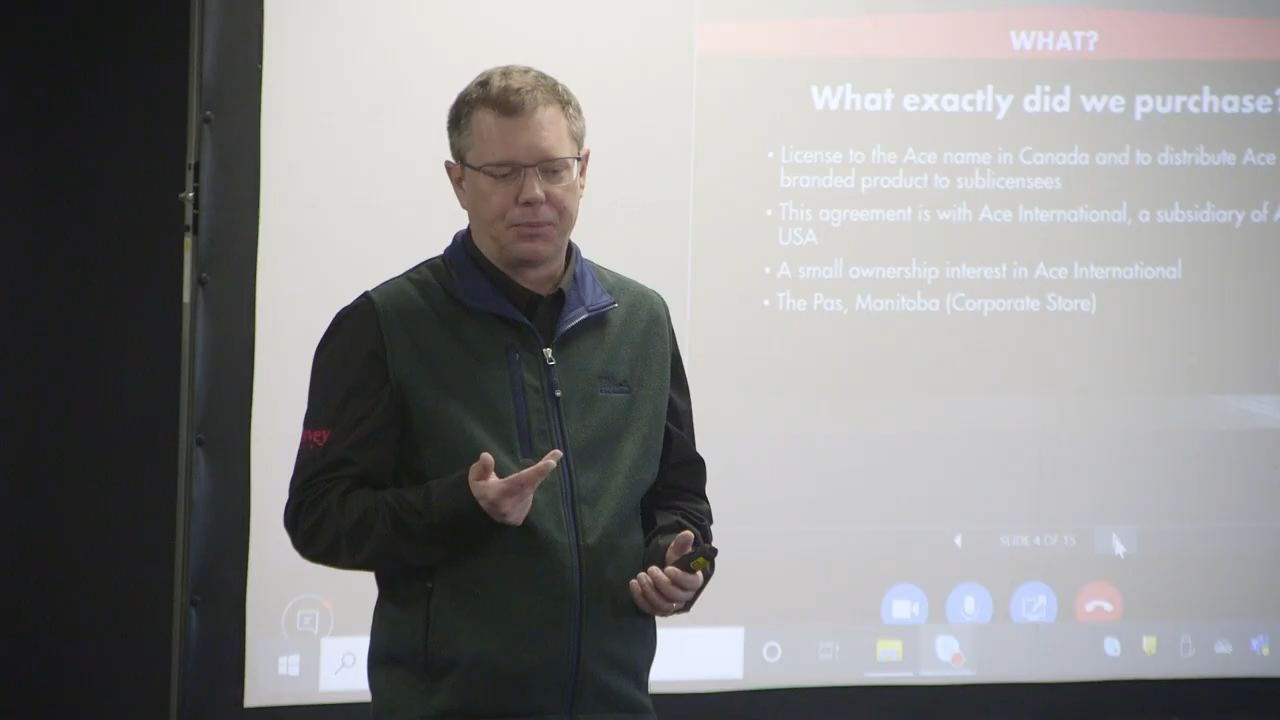 WHAT?
What exactly did we purchase?
• License to the Ace name in Canada and to distribute Ace
branded product to sublicensees
• This agreement is with Ace International, a subsidiary of A
USA
• A small ownership interest in Ace International
• The Pas, Manitoba (Corporate Store)
SLIDE 4 OF 15
vey